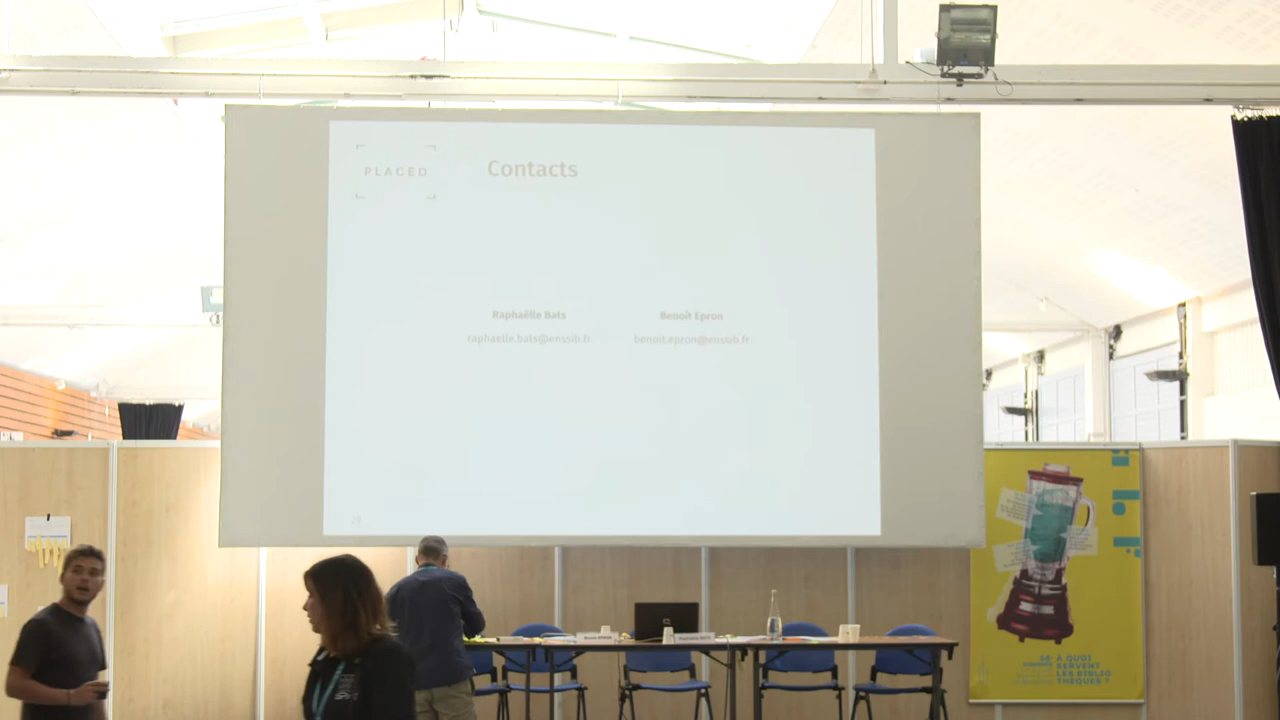 PLACED
Contacts
Raphaëlle Bats
Benoît Epron
raphaelle.bats@enssib.fr
benoit.epron@enssib.fr
29
À QUOI
SERVENT
LES BIBLIO
THÈQUES ?